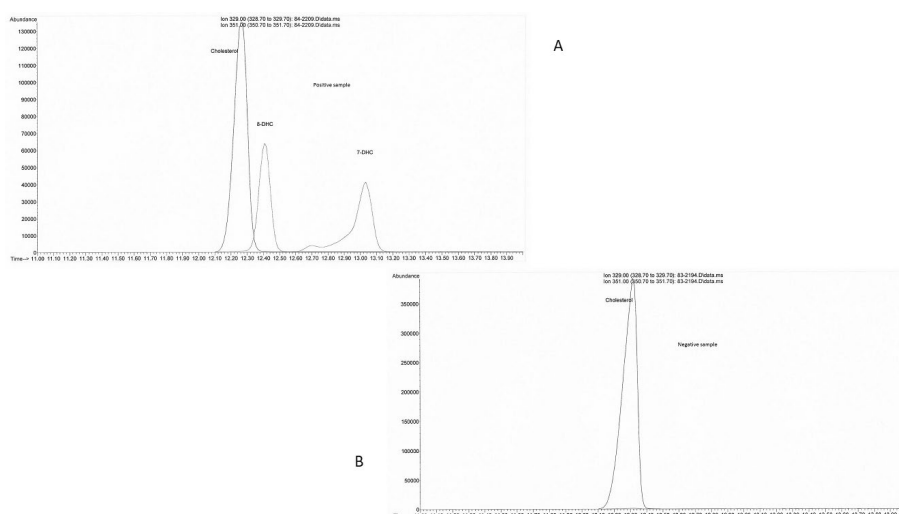 Abundance
Ion 329.00 (328.70 to 329.70): 84-2209.D\data.ms
Ion 351.00 (350.70 to 351.70): 84-2209.D\data.ms
130000
120000
110000
100000
90000
80000
70000
60000
50000
40000
30000
20000
10000
0
Cholesterol
Positive sample
8-DHC
7-DHC
Time--> 11.00 11.10 11.20 11.30 11.40 11.50 11.60 11.70 11.80 11.90 12.00 12.10 12.20 12.30 12.40 12.50 12.60 12.70 12.80 12.90 13.00 13.10 13.20 13.30 13.40 13.50 13.60 13.70 13.80 13.90
A
Abundance
Ion 329.00 (328.70 to 329.70): 83-2194.D\data.ms
Ion 351.00 (350.70 to 351.70): 83-2194.D\data.ms
350000
300000
250000
200000
150000
100000
50000
0
Cholesterol
Negative sample
B